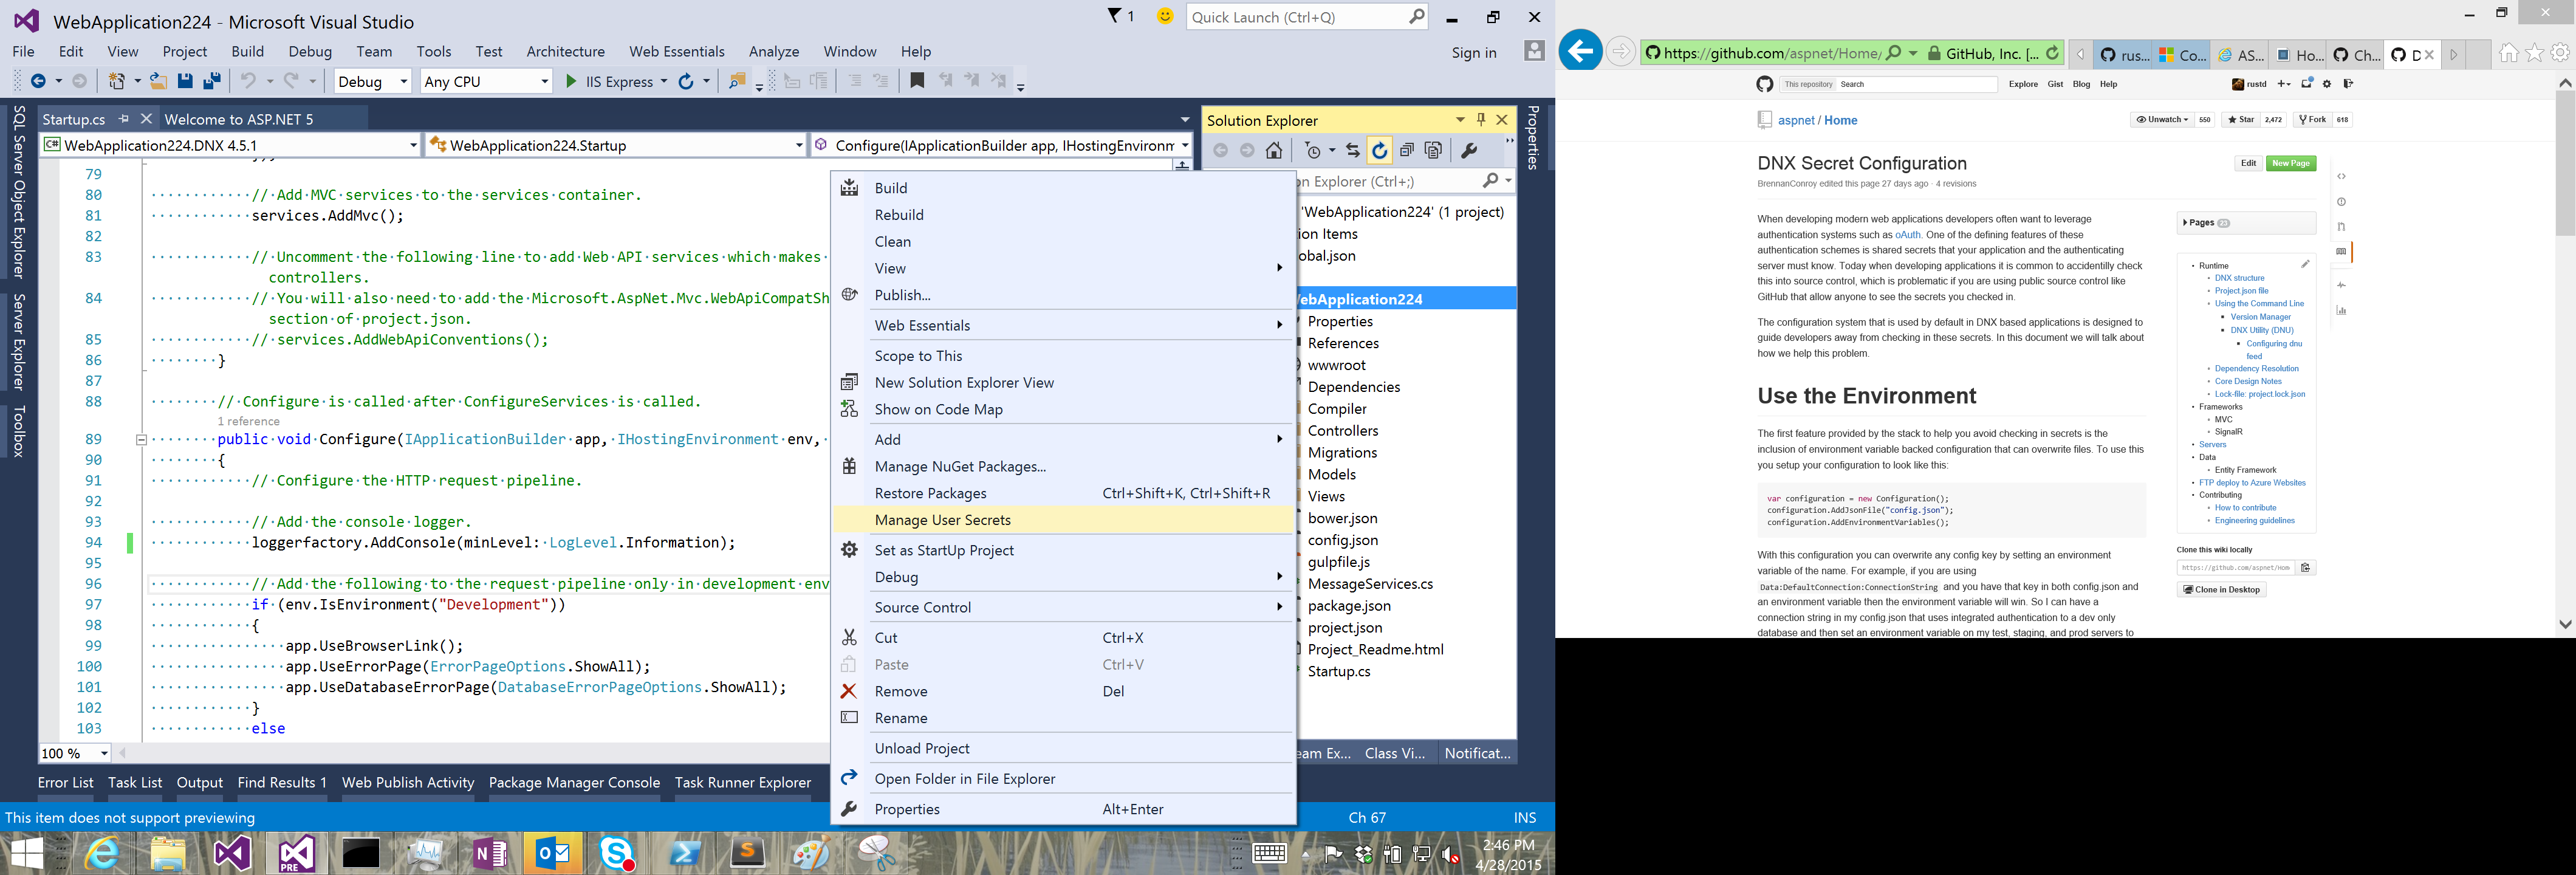 WebApplication224 - Microsoft Visual Studio
1
Quick Launch (Ctrl+Q)
File Edit View Project Build Debug Team Tools Test Architecture Web Essentials Analyze Window Help
Sign in
Debug Any CPU IIS Express
SQL Server Object Explorer
Server Explorer
Toolbox
Startup.cs
Welcome to ASP.NET 5
WebApplication224.DNX 4.5.1
WebApplication224.Startup
Configure(IApplicationBuilder app, IHostingEnvironm
79
80 // Add MVC services to the services container.
81 services.AddMvc();
82
83 // Uncomment the following line to add Web API services which makes
controllers.
84 // You will also need to add the Microsoft.AspNet.Mvc.WebApiCompatSh
section of project.json.
85 // services.AddWebApiConventions();
86 }
87
88 // Configure is called after ConfigureServices is called.
1 reference
89 public void Configure(IApplicationBuilder app, IHostingEnvironment env,
90 {
91 // Configure the HTTP request pipeline.
92
93 // Add the console logger.
94 loggerfactory.AddConsole(minLevel: LogLevel.Information);
95
96 // Add the following to the request pipeline only in development env
97 if (env.IsEnvironment("Development"))
98 {
99 app.UseBrowserLink();
100 app.UseErrorPage(ErrorPageOptions.ShowAll);
101 app.UseDatabaseErrorPage(DatabaseErrorPageOptions.ShowAll);
102 }
103 else
100 %
Build
Rebuild
Clean
View
Publish...
Web Essentials
Scope to This
New Solution Explorer View
Show on Code Map
Add
Manage NuGet Packages...
Restore Packages Ctrl+Shift+K, Ctrl+Shift+R
Manage User Secrets
Set as StartUp Project
Debug
Source Control
Cut Ctrl+X
Paste Ctrl+V
Remove Del
Rename
Unload Project
Open Folder in File Explorer
Properties Alt+Enter
Solution Explorer
Properties
on Explorer (Ctrl+;)
'WebApplication224' (1 project)
ion Items
obal.json
ebApplication224
Properties
References
wwwroot
Dependencies
Compiler
Controllers
Migrations
Models
Views
bower.json
config.json
gulpfile.js
MessageServices.cs
package.json
project.json
Project_Readme.html
Startup.cs
eam Ex... Class Vi... Notificat...
Error List Task List Output Find Results 1 Web Publish Activity Package Manager Console Task Runner Explorer
This item does not support previewing
Ch 67
INS
PRE
2:46 PM
4/28/2015
https://github.com/aspnet/Home/
GitHub, Inc. [...
rus...
Co...
AS...
Ho...
Ch...
D
This repository Search
Explore Gist Blog Help
rustd
aspnet / Home
Unwatch 550 Star 2,472 Fork 618
DNX Secret Configuration
Edit New Page
BrennanConroy edited this page 27 days ago · 4 revisions
When developing modern web applications developers often want to leverage
authentication systems such as oAuth. One of the defining features of these
authentication schemes is shared secrets that your application and the authenticating
server must know. Today when developing applications it is common to accidentilly check
this into source control, which is problematic if you are using public source control like
GitHub that allow anyone to see the secrets you checked in.
The configuration system that is used by default in DNX based applications is designed to
guide developers away from checking in these secrets. In this document we will talk about
how we help this problem.
Use the Environment
The first feature provided by the stack to help you avoid checking in secrets is the
inclusion of environment variable backed configuration that can overwrite files. To use this
you setup your configuration to look like this:
var configuration = new Configuration();
configuration.AddJsonFile("config.json");
configuration.AddEnvironmentVariables();
With this configuration you can overwrite any config key by setting an environment
variable of the name. For example, if you are using
Data:DefaultConnection:ConnectionString and you have that key in both config.json and
an environment variable then the environment variable will win. So I can have a
connection string in my config.json that uses integrated authentication to a dev only
database and then set an environment variable on my test, staging, and prod servers to
Pages 23
Runtime
DNX structure
Project.json file
Using the Command Line
Version Manager
DNX Utility (DNU)
Configuring dnu
feed
Dependency Resolution
Core Design Notes
Lock-file: project.lock.json
Frameworks
MVC
SignalR
Servers
Data
Entity Framework
FTP deploy to Azure Websites
Contributing
How to contribute
Engineering guidelines
Clone this wiki locally
https://github.com/aspnet/Hom
Clone in Desktop